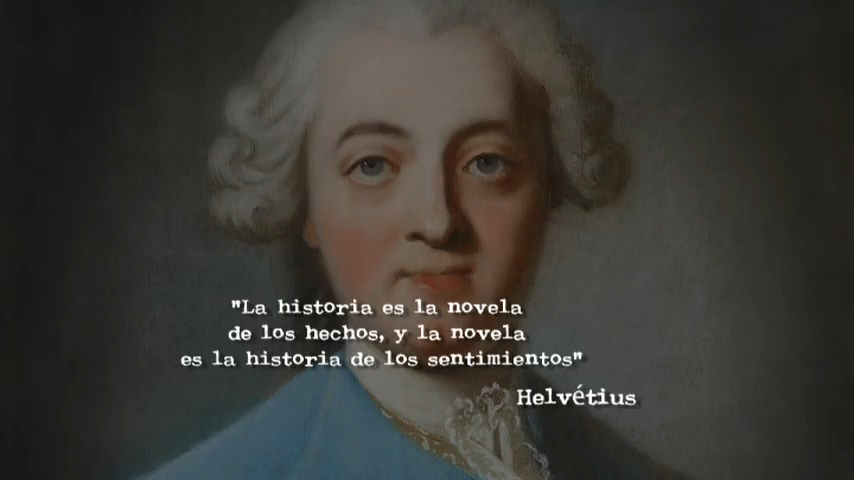 "La historia es la novela
de los hechos, y la novela
es la historia de los sentimientos"
Helvétius